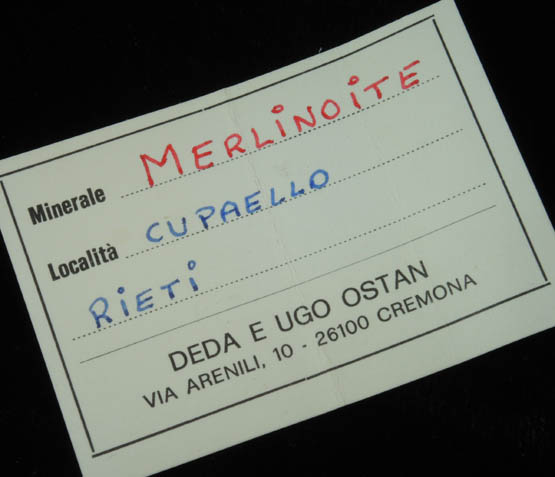 Minerale MERLINOITE
Località CUPAELLO
RIETI
DEDA E UGO OSTAN
VIA ARENILI, 10 - 26100 CREMONA